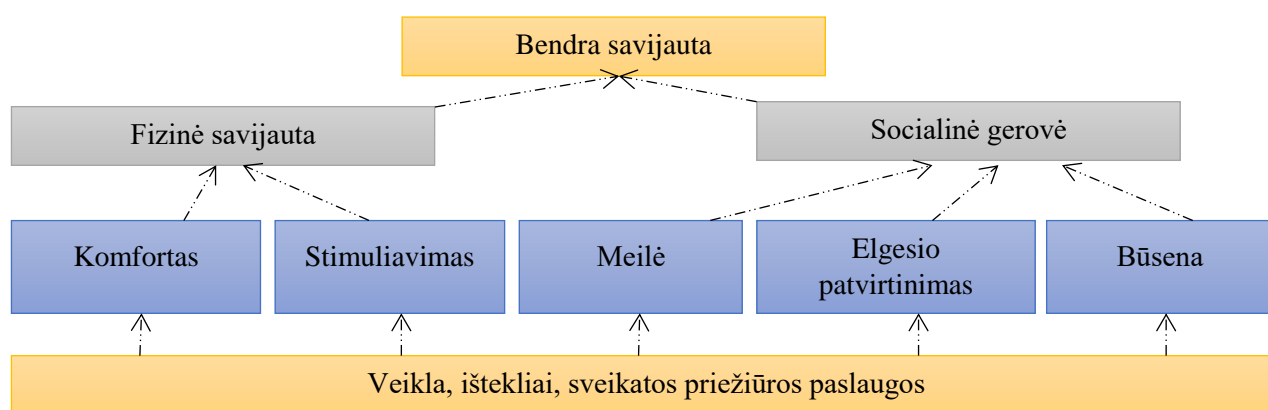 Bendra savijauta
Fizinė savijauta
Socialinė gerovė
Komfortas
Stimuliavimas
Meilė
Elgesio
patvirtinimas
Būsena
Veikla, ištekliai, sveikatos priežiūros paslaugos